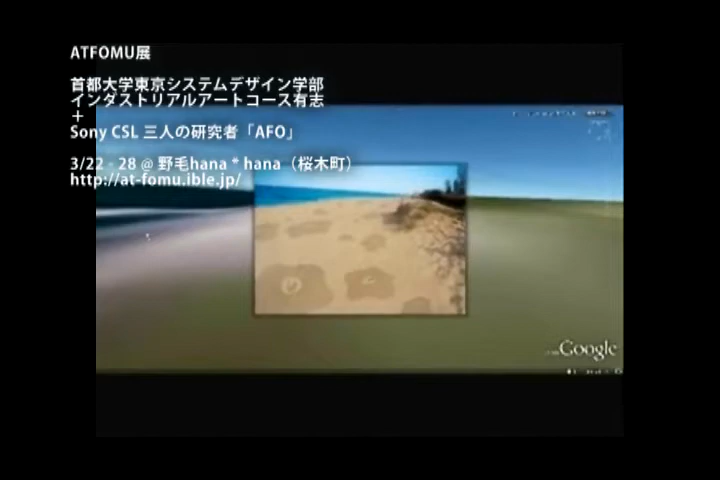 ATFOMU展
首都大学東京システムデザイン学部
インダストリアルアートコース有志
+
Sony CSL 三人の研究者「AFO」
3/22 - 28 @ 野毛hana * hana（桜木町）
http://at-fomu.ible.jp/
Google